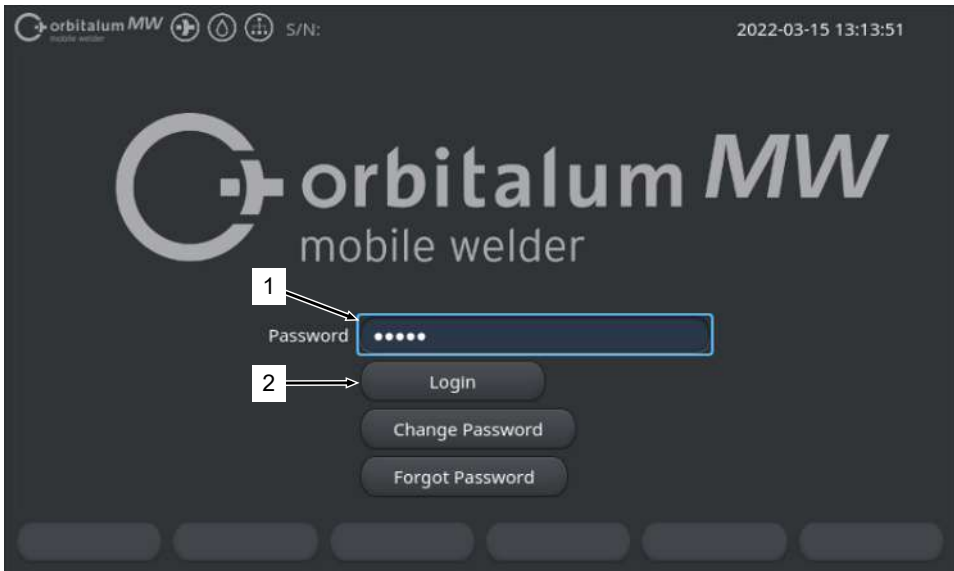 orbitalum MW S/N: 2022-03-15 13:13:51
mobile welder
orbitalum MW
mobile welder
1
Password •••••
2 Login
Change Password
Forgot Password